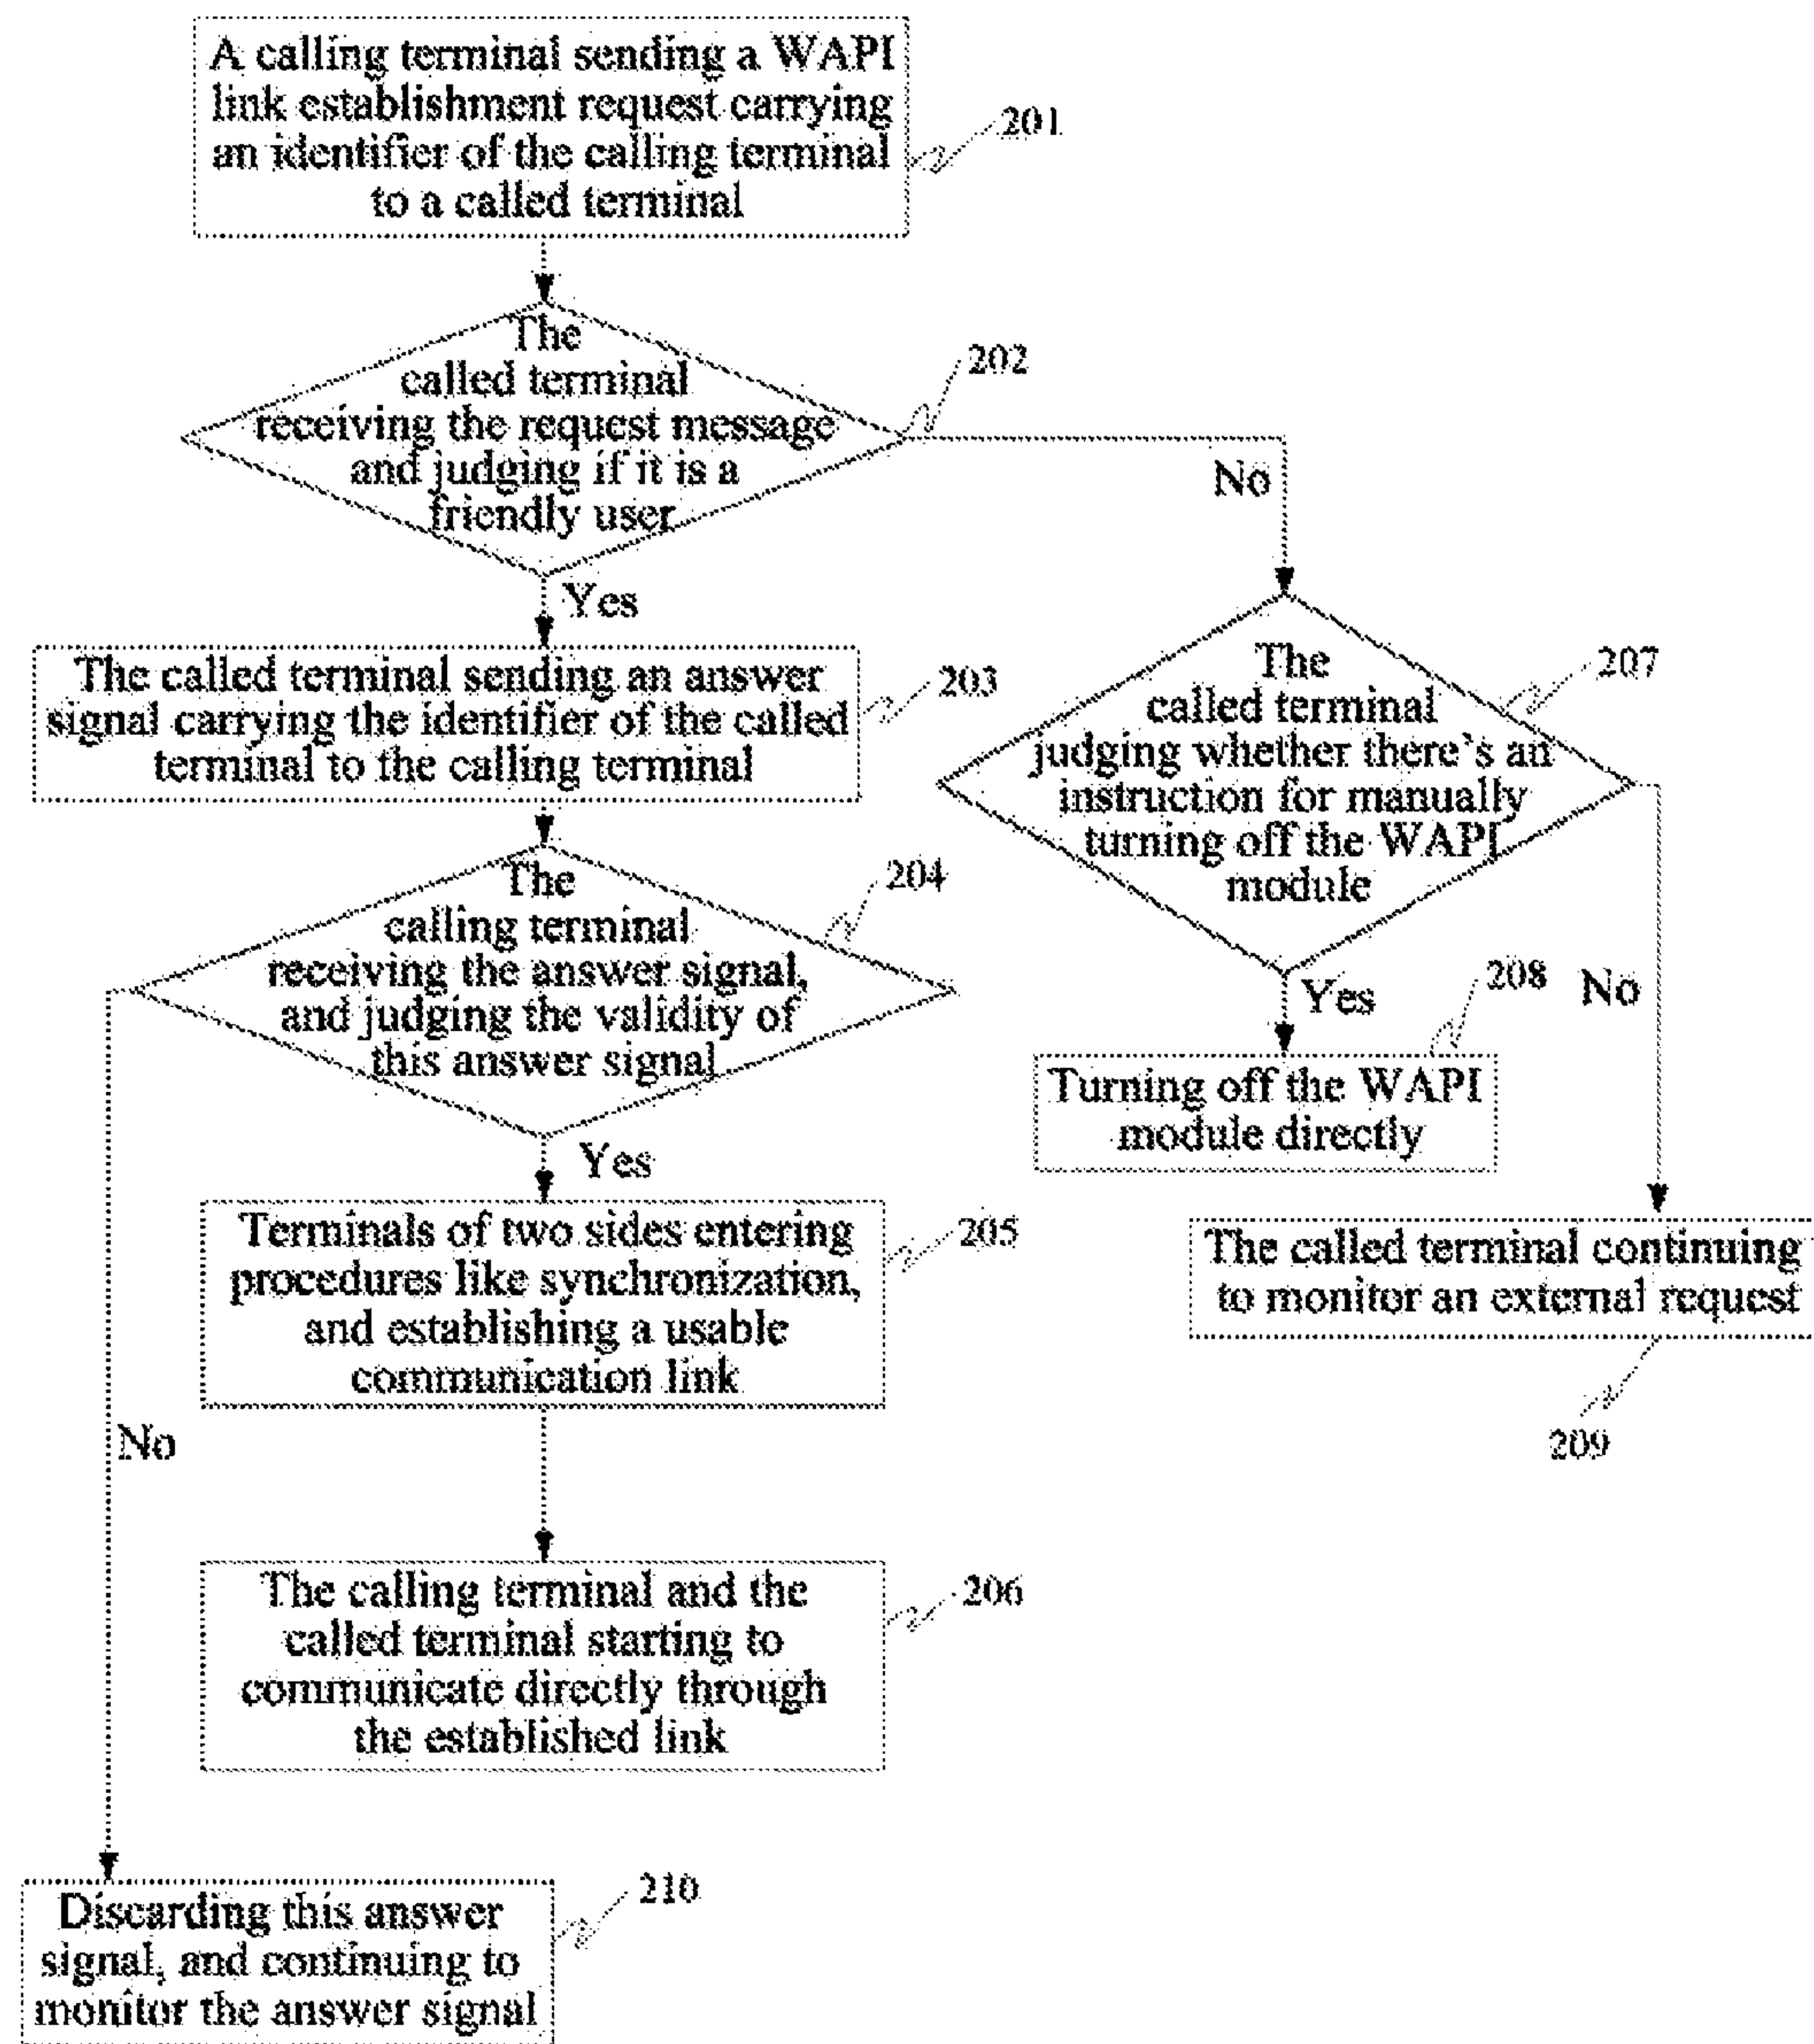 A calling terminal sending a WAPI
link establishment request carrying
an identifier of the calling terminal
to a called terminal
201
The
called terminal
receiving the request message
and judging if it is a
friendly user
202
No
Yes
The called terminal sending an answer
signal carrying the identifier of the called
terminal to the calling terminal
203
The
called terminal
judging whether there's an
instruction for manually
turning off the WAPI
module
207
The
calling terminal
receiving the answer signal,
and judging the validity of
this answer signal
204
Yes
208
No
Turning off the WAPI
module directly
Yes
Terminals of two sides entering
procedures like synchronization,
and establishing a usable
communication link
205
The called terminal continuing
to monitor an external request
209
No
The calling terminal and the
called terminal starting to
communicate directly through
the established link
206
Discarding this answer
signal, and continuing to
monitor the answer signal
210